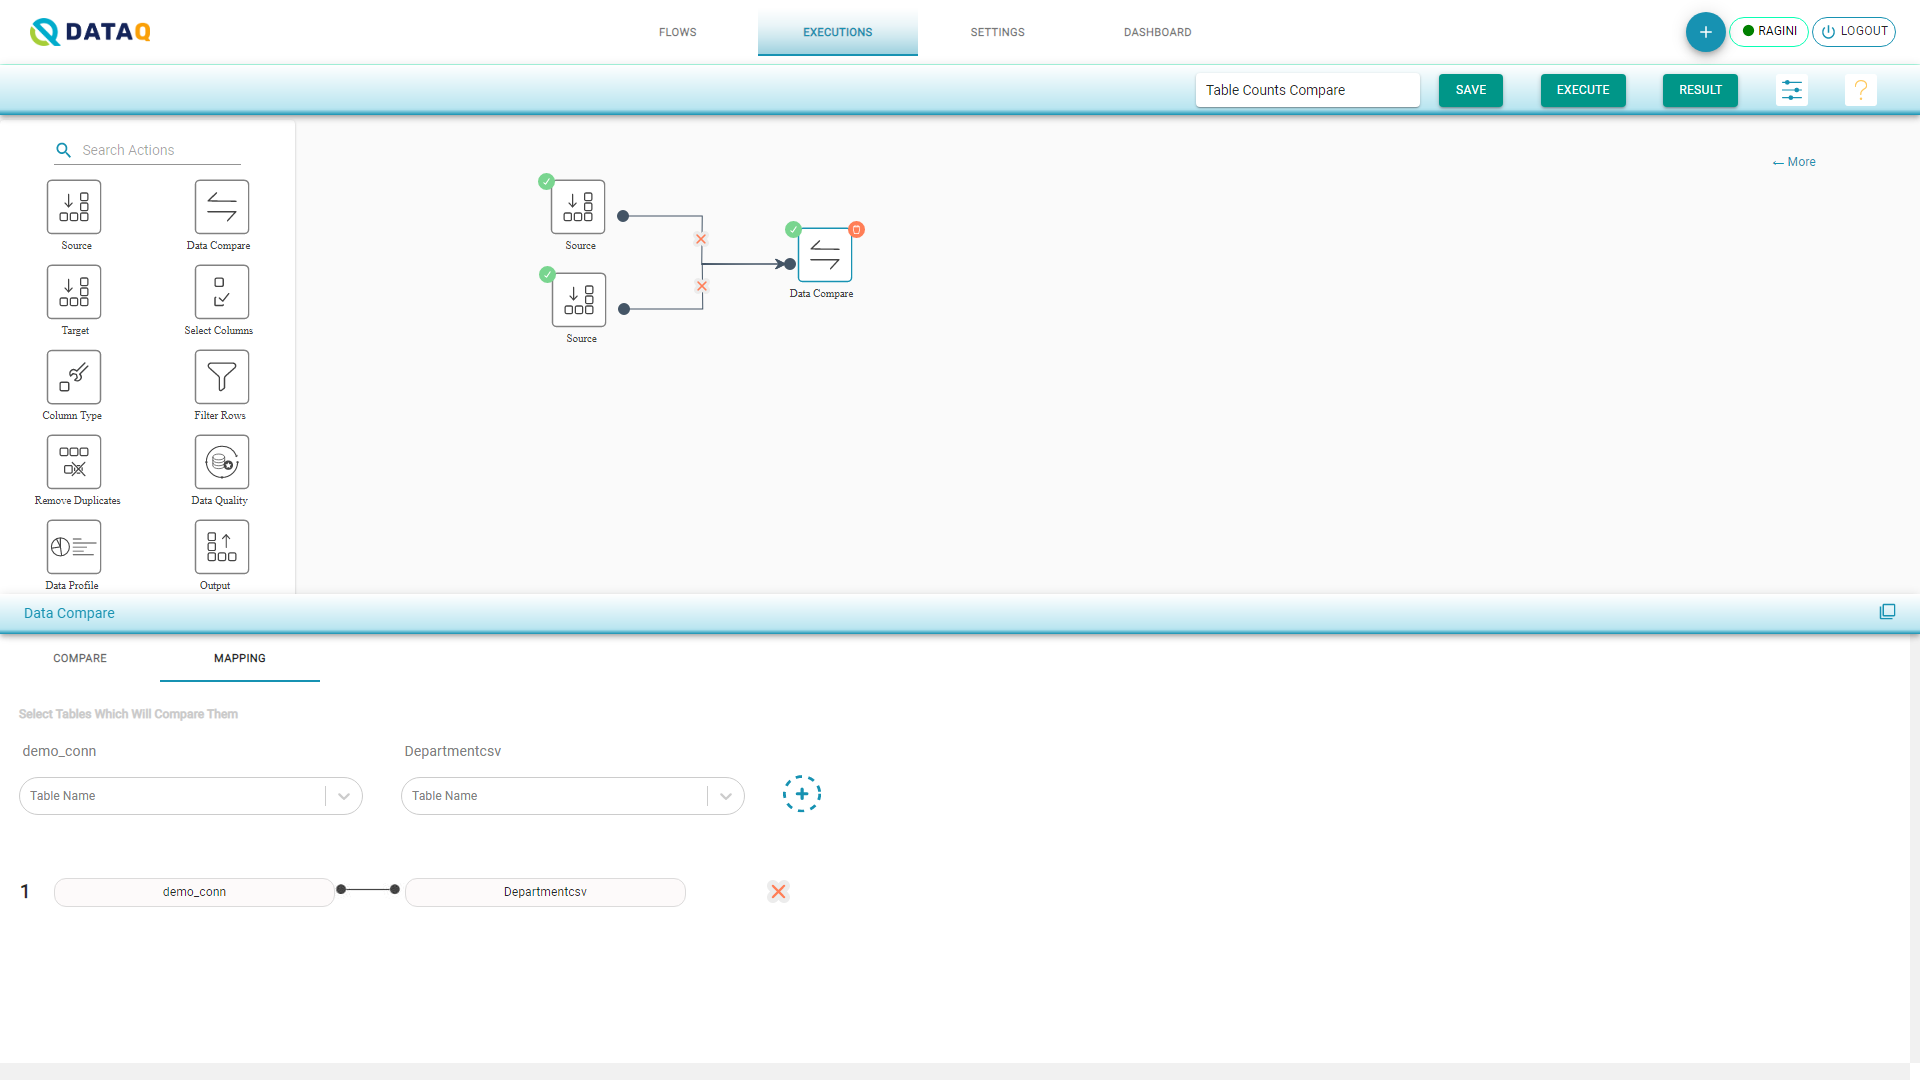 DATAQ
FLOWS
EXECUTIONS
SETTINGS
DASHBOARD
+
RAGINI
LOGOUT
Table Counts Compare
SAVE
EXECUTE
RESULT
?
Search Actions
Source
Data Compare
Target
Select Columns
Column Type
Filter Rows
Remove Duplicates
Data Quality
Data Profile
Output
← More
Source
Source
Data Compare
Data Compare
COMPARE
MAPPING
Select Tables Which Will Compare Them
demo_conn
Departmentcsv
Table Name
Table Name
1
demo_conn
Departmentcsv